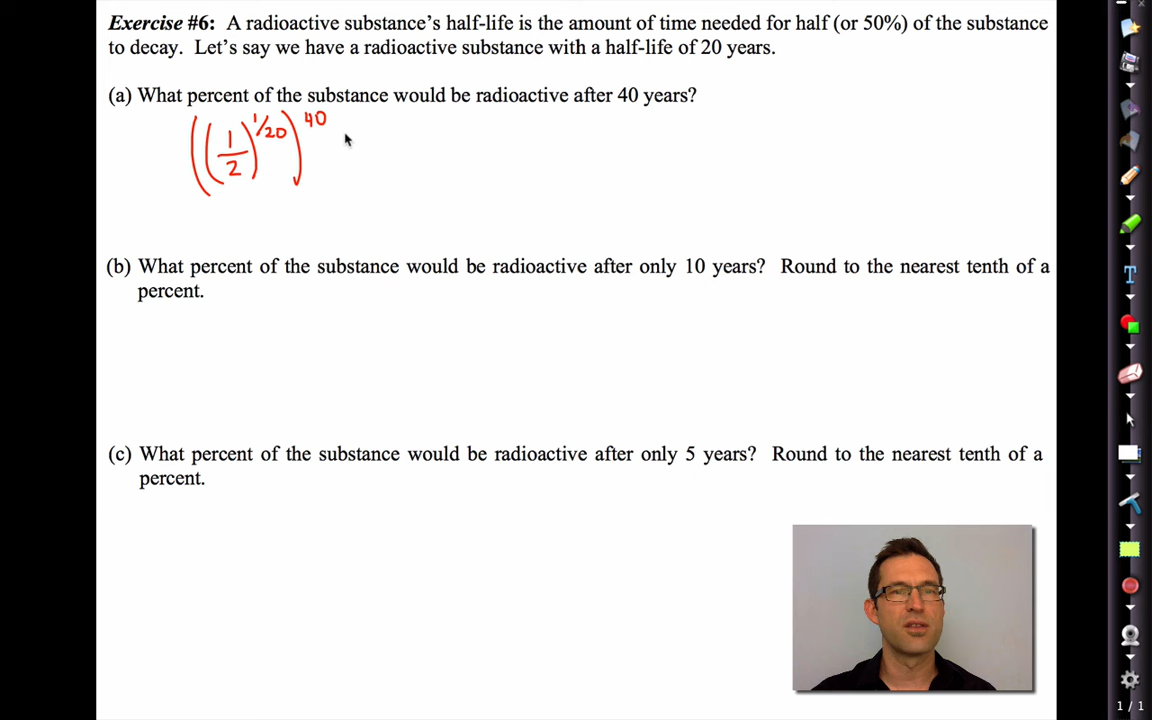 Exercise #6: A radioactive substance's half-life is the amount of time needed for half (or 50%) of the substance
to decay. Let's say we have a radioactive substance with a half-life of 20 years.
(a) What percent of the substance would be radioactive after 40 years?
((1/2)^1/20)^40
(b) What percent of the substance would be radioactive after only 10 years? Round to the nearest tenth of a
percent.
(c) What percent of the substance would be radioactive after only 5 years? Round to the nearest tenth of a
percent.
T
1 / 1